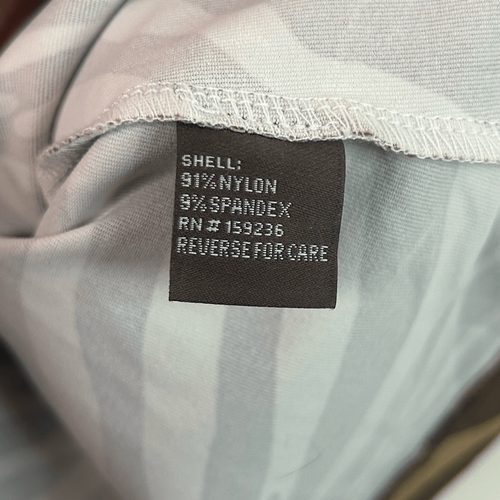 SHELL:
91% NYLON
9% SPANDEX
RN # 159236
REVERSE FOR CARE